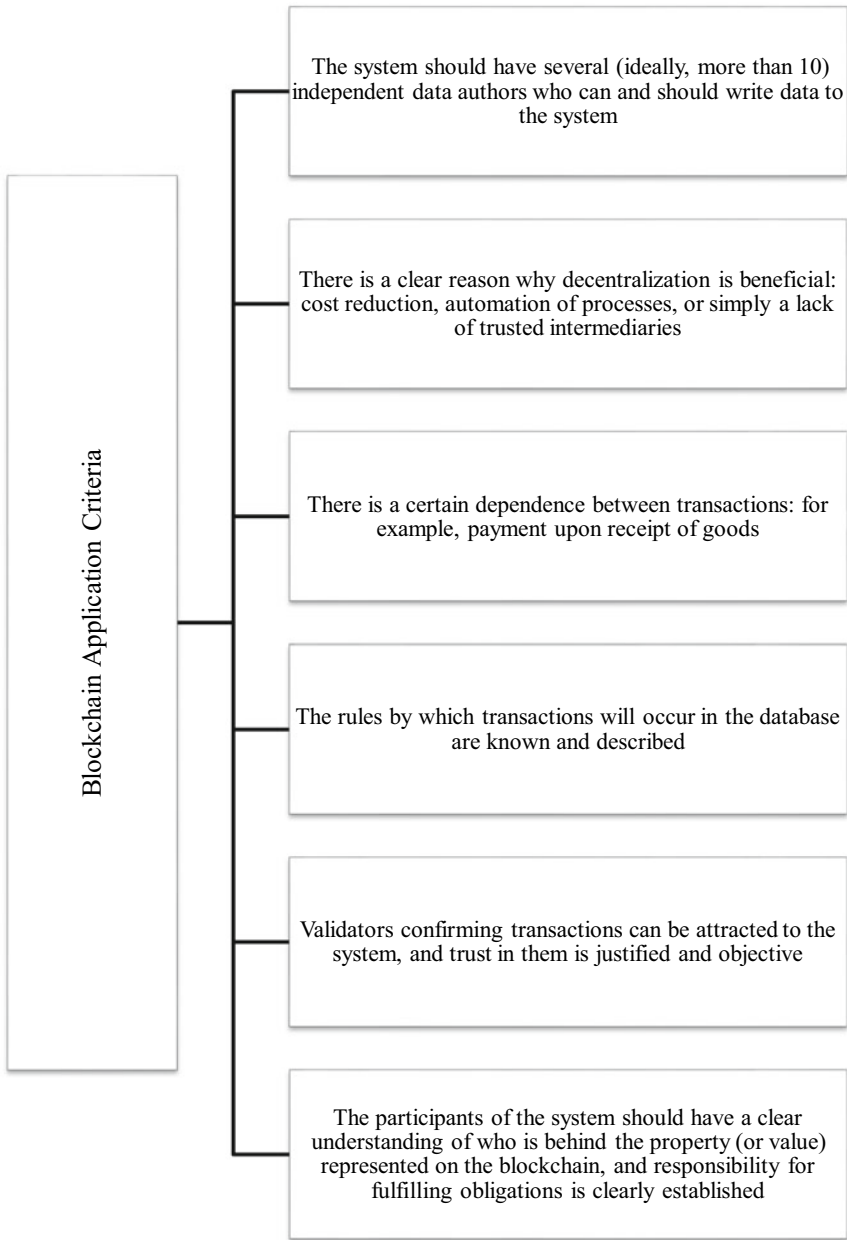 The system should have several (ideally, more than 10)
independent data authors who can and should write data to
the system
There is a clear reason why decentralization is beneficial:
cost reduction, automation of processes, or simply a lack
of trusted intermediaries
Blockchain Application Criteria
There is a certain dependence between transactions: for
example, payment upon receipt of goods
The rules by which transactions will occur in the database
are known and described
Validators confirming transactions can be attracted to the
system, and trust in them is justified and objective
The participants of the system should have a clear
understanding of who is behind the property (or value)
represented on the blockchain, and responsibility for
fulfilling obligations is clearly established